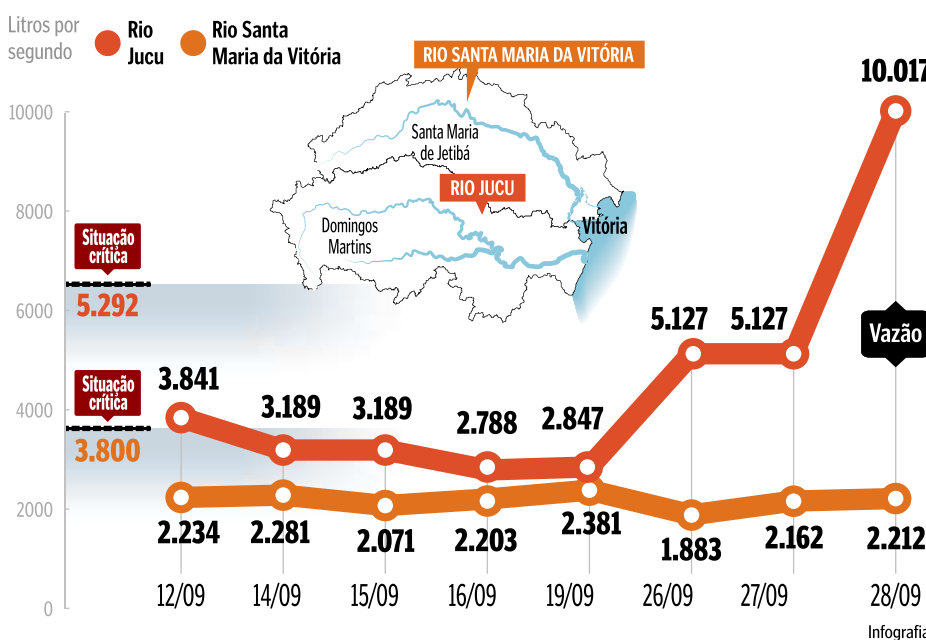 Litros por
segundo
Rio
Jucu
Rio Santa
Maria da Vitória
RIO SANTA MARIA DA VITÓRIA
Santa Maria
de Jetibá
RIO JUCU
Domingos
Martins
Vitória
10000
8000
6000
4000
2000
0
Situação
crítica
5.292
Situação
crítica
3.800
3.841
3.189
3.189
2.788
2.847
5.127
5.127
10.017
Vazão
2.234
2.281
2.071
2.203
2.381
1.883
2.162
2.212
12/09
14/09
15/09
16/09
19/09
26/09
27/09
28/09
Infografia